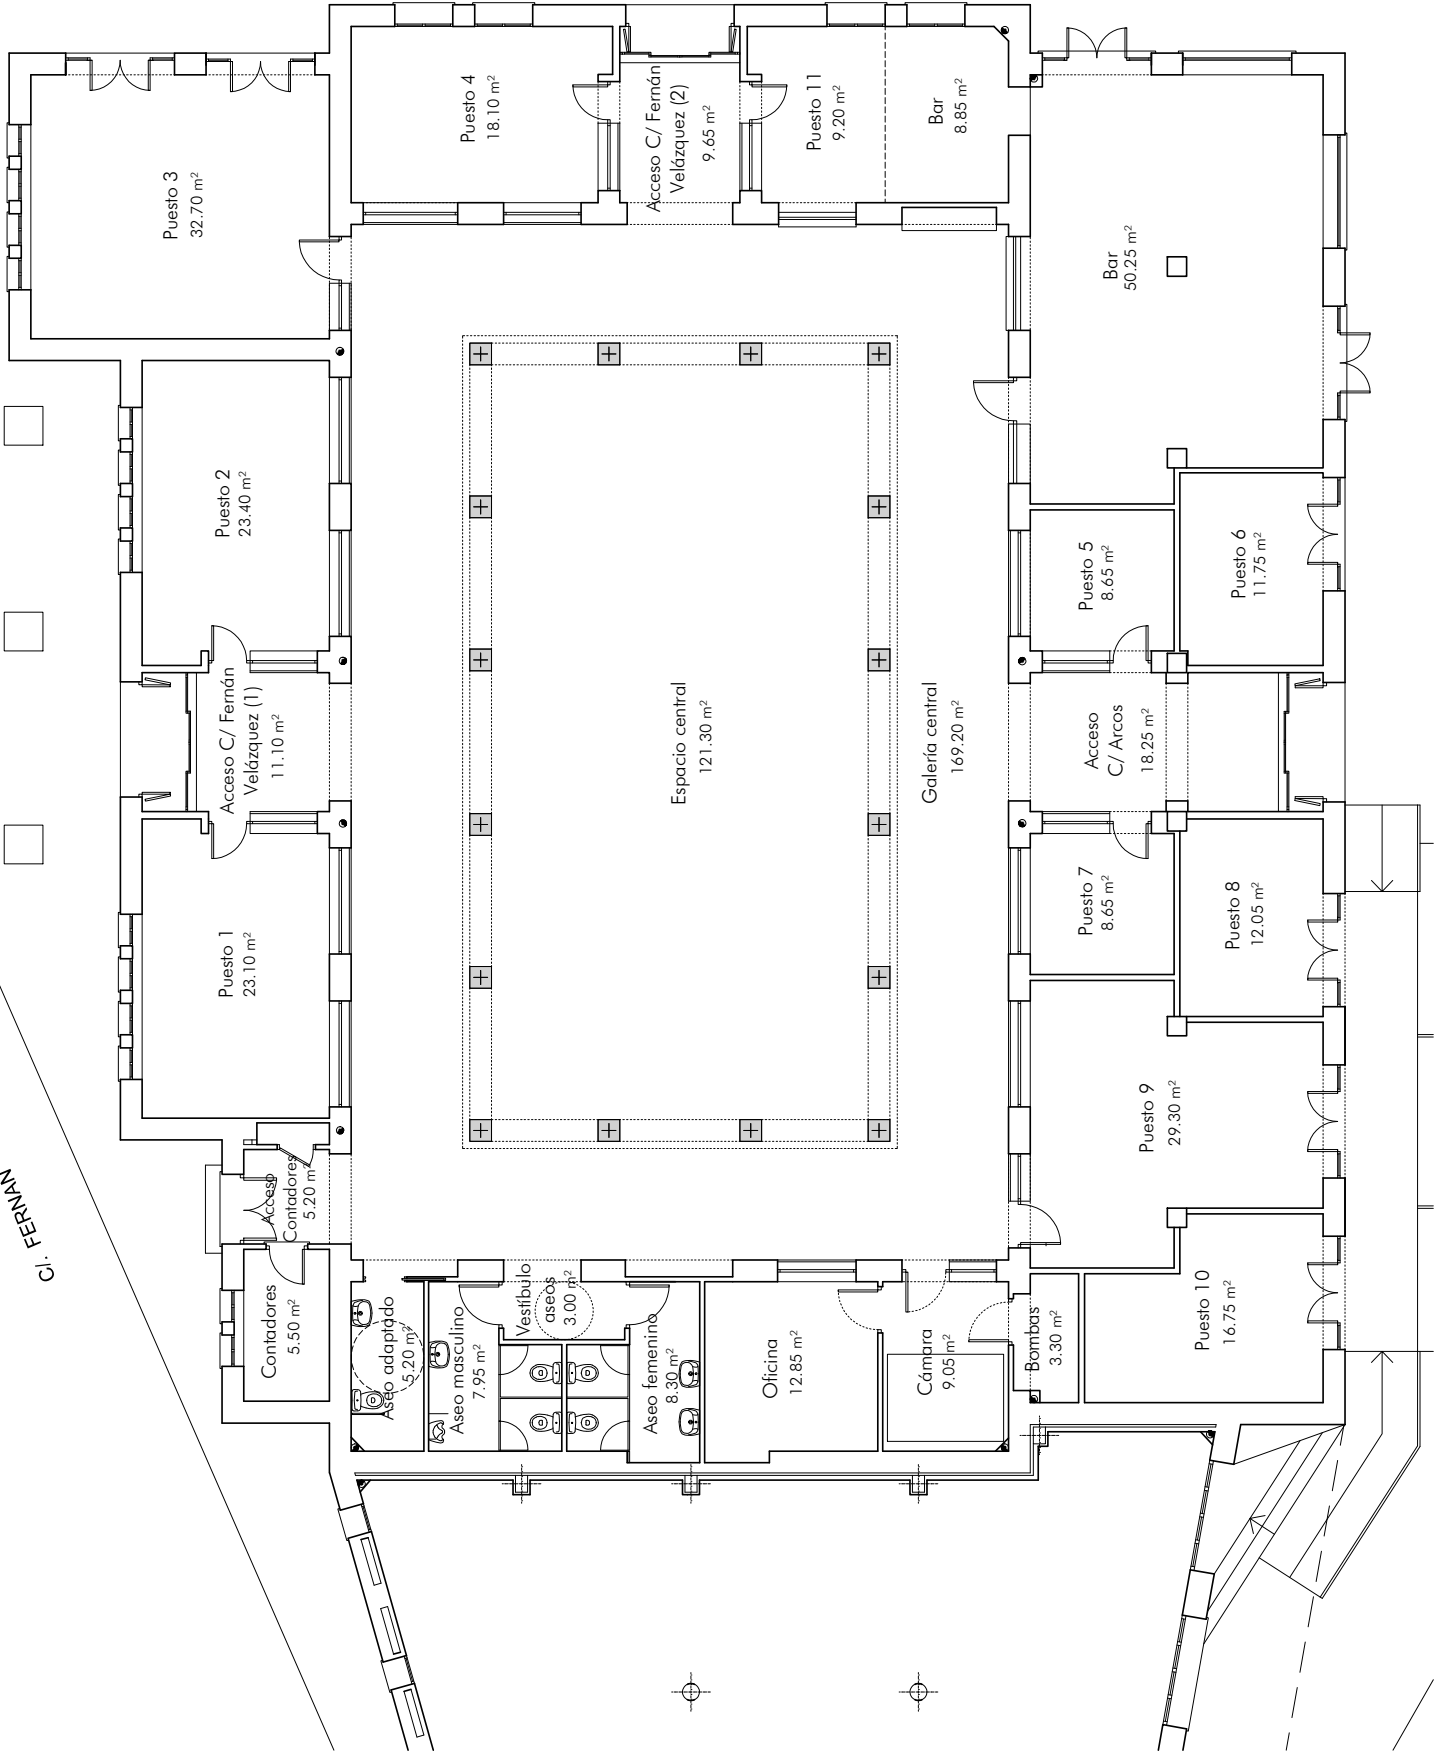 Puesto 3
32.70 m²
Puesto 4
18.10 m²
Acceso C/ Fernán
Velázquez (2)
9.65 m²
Puesto 11
9.20 m²
Bar
8.85 m²
Bar
50.25 m²
Puesto 2
23.40 m²
Puesto 5
8.65 m²
Puesto 6
11.75 m²
Acceso C/ Fernán
Velázquez (1)
11.10 m²
Espacio central
121.30 m²
Galería central
169.20 m²
Acceso
C/ Arcos
18.25 m²
Puesto 1
23.10 m²
Puesto 7
8.65 m²
Puesto 8
12.05 m²
Puesto 9
29.30 m²
Acceso
Contadores
5.20 m²
Cl. FERNAN
Contadores
5.50 m²
Aseo adaptado
5.20 m²
Aseo masculino
7.95 m²
Vestíbulo
aseos
3.00 m²
Aseo femenino
8.30 m²
Oficina
12.85 m²
Cámara
9.05 m²
Bombas
3.30 m²
Puesto 10
16.75 m²